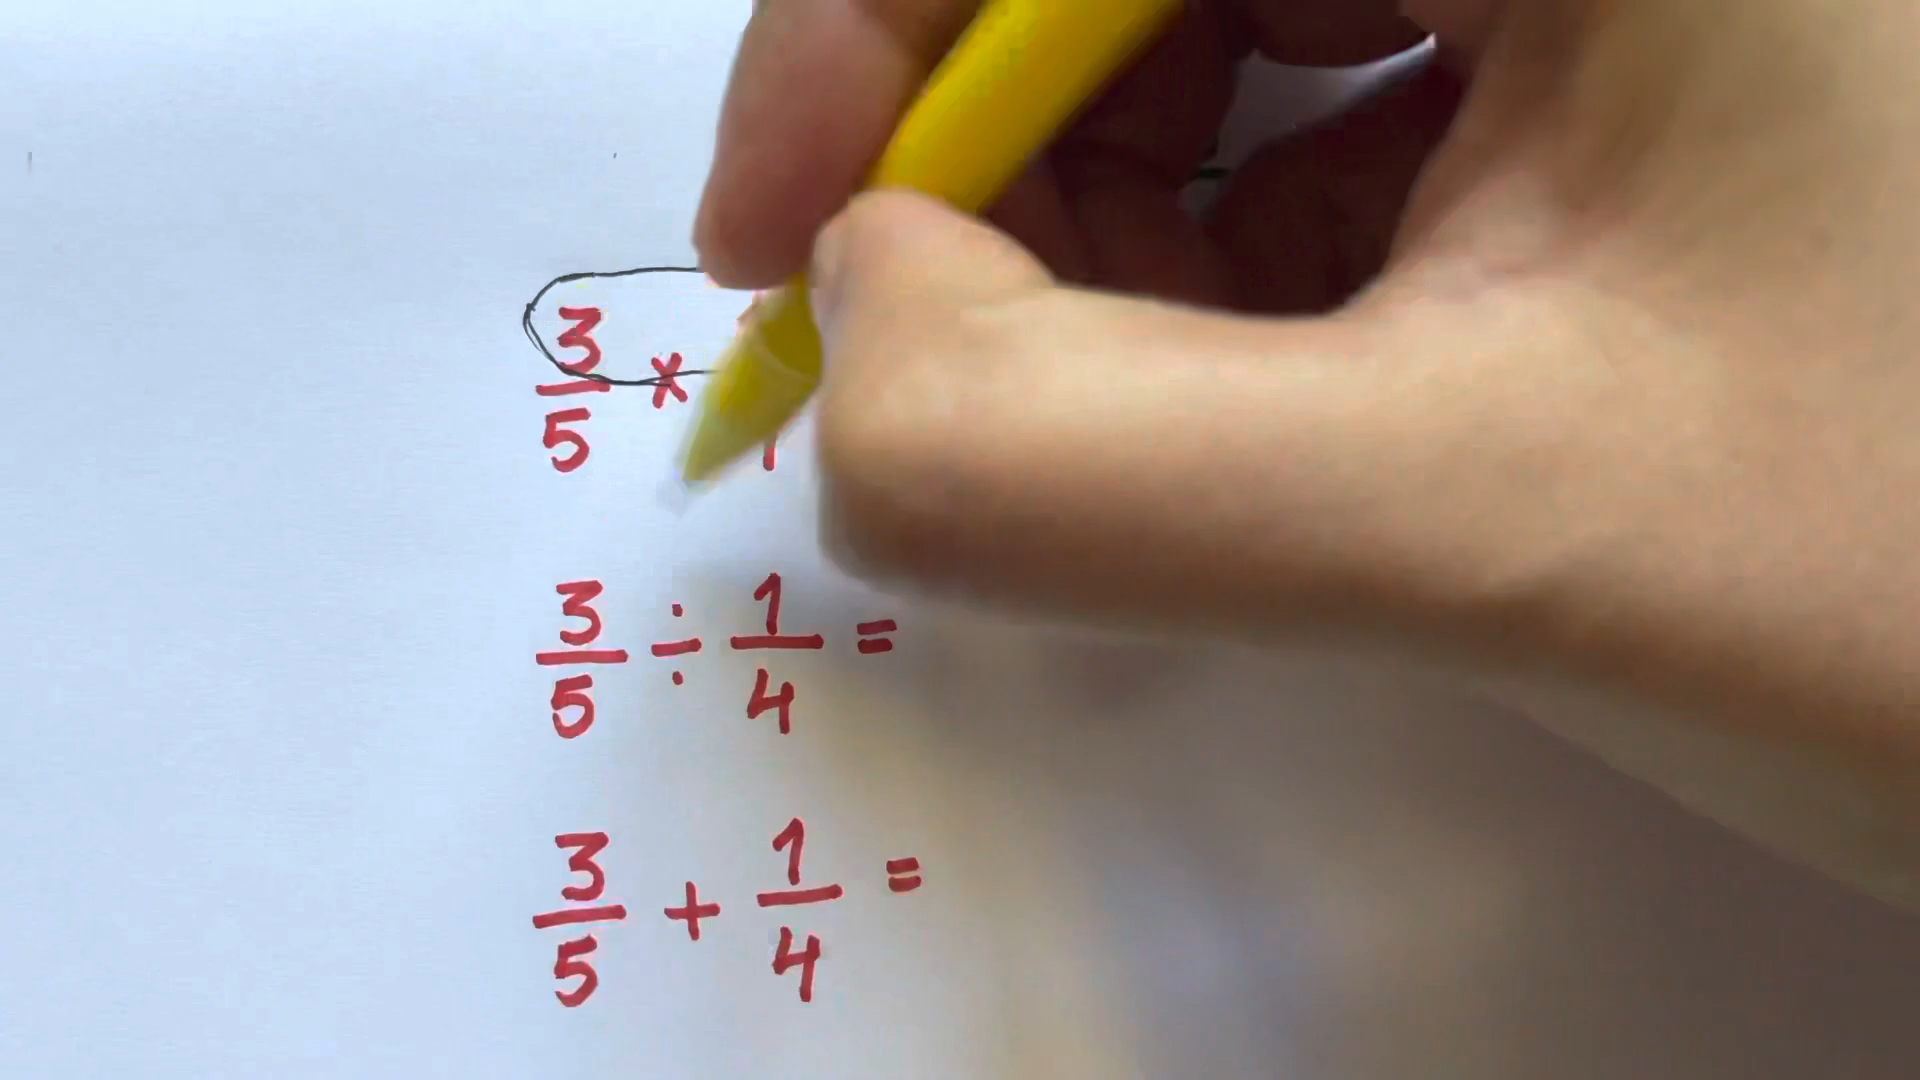 3/5 ×
3/5 ÷ 1/4 =
3/5 + 1/4 =